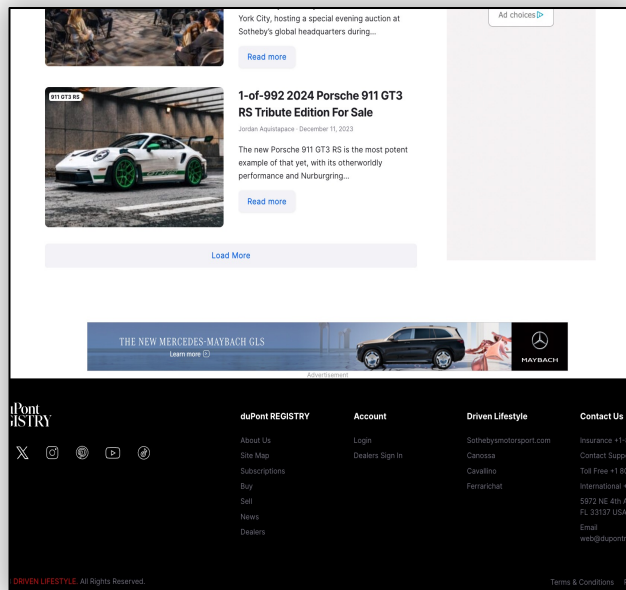 York City, hosting a special evening auction at
Sotheby's global headquarters during...
Read more
Ad choices
911 GT3 RS
1-of-992 2024 Porsche 911 GT3
RS Tribute Edition For Sale
Jordan Aquistapace · December 11, 2023
The new Porsche 911 GT3 RS is the most potent
example of that yet, with its otherworldly
performance and Nurburgring...
Read more
Load More
THE NEW MERCEDES-MAYBACH GLS
Learn more
MAYBACH
Advertisement
duPont REGISTRY
About Us
Site Map
Subscriptions
Buy
Sell
News
Dealers
Account
Login
Dealers Sign In
Driven Lifestyle
Sothebysmotorsport.com
Canossa
Cavallino
Ferrarichat
Contact Us
Insurance +1-
Contact Supp
Toll Free +1 80
International +
5972 NE 4th A
FL 33137 USA
Email
web@dupontr
DRIVEN LIFESTYLE. All Rights Reserved.
Terms & Conditions